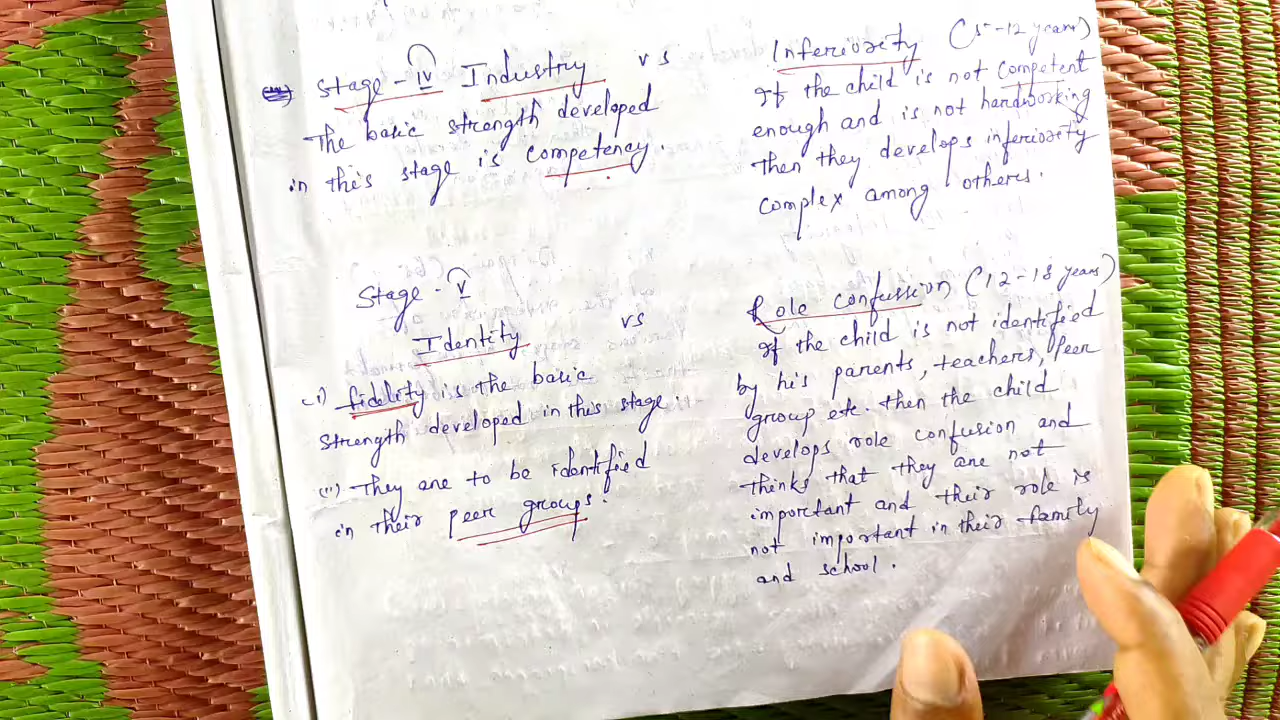 Stage - IV Industry vs Inferiority (5-12 years)
The basic strength developed
in this stage is competency.
If the child is not competent
enough and is not hardworking
then they develops inferiority
complex among others.
Stage - V
Identity vs Role confussion (12-18 years)
(i) fidelity is the basic
strength developed in this stage.
(ii) They are to be identified
in their peer groups.
If the child is not identified
by his parents, teachers, Peer
group etc. then the child
develops role confusion and
thinks that they are not
important and their role is
not important in their family
and school.